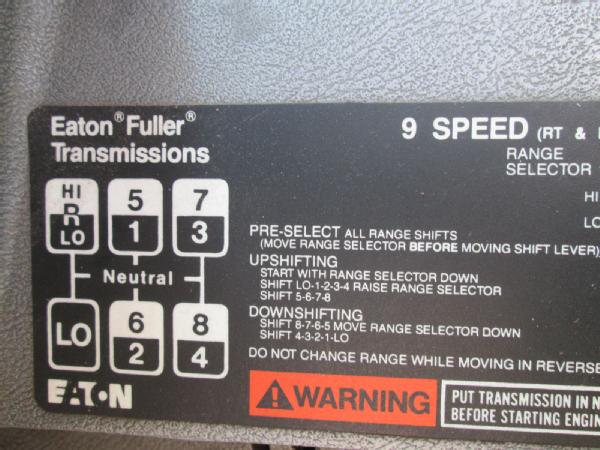 Eaton® Fuller®
Transmissions
9 SPEED (RT &
RANGE
SELECTOR
HI
LO
HI
R
LO
5
1
7
3
Neutral
LO
6
2
8
4
PRE-SELECT ALL RANGE SHIFTS
(MOVE RANGE SELECTOR BEFORE MOVING SHIFT LEVER)
UPSHIFTING
START WITH RANGE SELECTOR DOWN
SHIFT LO-1-2-3-4 RAISE RANGE SELECTOR
SHIFT 5-6-7-8
DOWNSHIFTING
SHIFT 8-7-6-5 MOVE RANGE SELECTOR DOWN
SHIFT 4-3-2-1-LO
DO NOT CHANGE RANGE WHILE MOVING IN REVERSE
EATON
WARNING
PUT TRANSMISSION IN N
BEFORE STARTING ENGIN